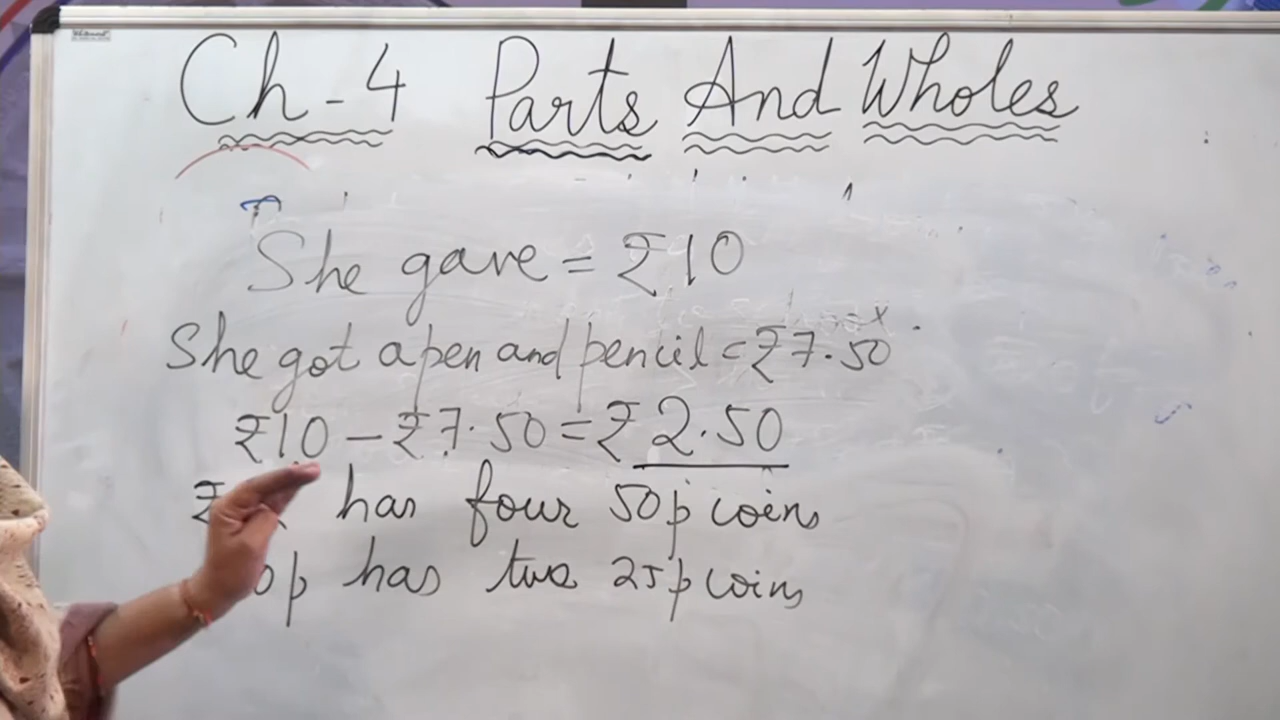 Ch-4 Parts And Wholes
She gave = ₹10
She got a pen and pencil = ₹7.50
₹10 - ₹7.50 = ₹2.50
₹ has four 50p coins
0p has two 25p coins